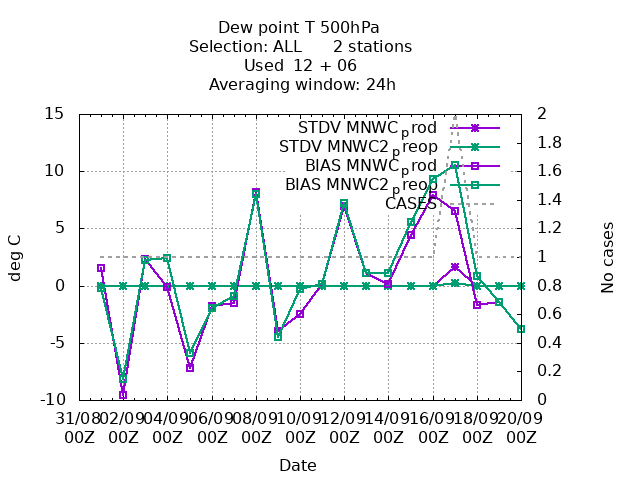 Dew point T 500hPa
Selection: ALL 2 stations
Used 12 + 06
Averaging window: 24h
STDV MNWC_prod
STDV MNWC2_preop
BIAS MNWC_prod
BIAS MNWC2_preop
CASES
deg C
15
10
5
0
-5
-10
No cases
2
1.8
1.6
1.4
1.2
1
0.8
0.6
0.4
0.2
0
31/08 02/09 04/09 06/09 08/09 10/09 12/09 14/09 16/09 18/09 20/09
00Z 00Z 00Z 00Z 00Z 00Z 00Z 00Z 00Z 00Z 00Z
Date